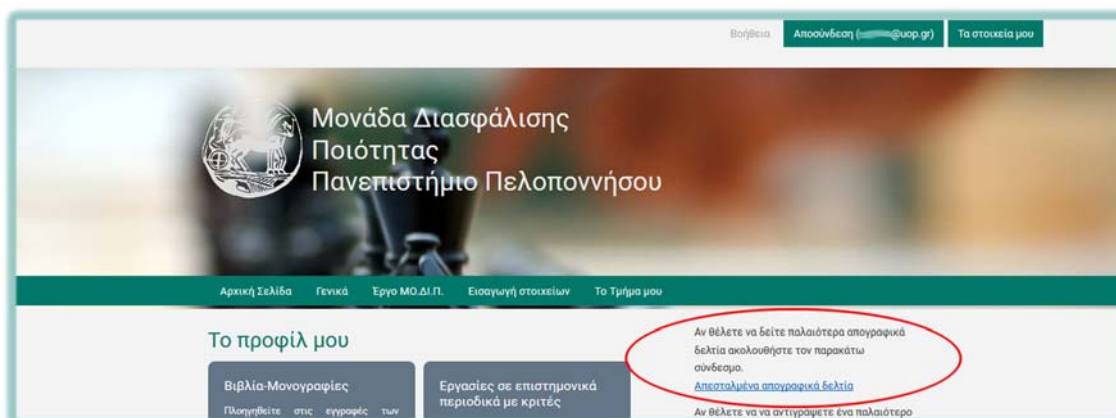 Βοήθεια
Αποσύνδεση (@uop.gr)
Τα στοιχεία μου
Μονάδα Διασφάλισης
Ποιότητας
Πανεπιστήμιο Πελοποννήσου
Αρχική Σελίδα
Γενικά
Έργο ΜΟ.ΔΙ.Π.
Εισαγωγή στοιχείων
Το Τμήμα μου
Το προφίλ μου
Βιβλία-Μονογραφίες
Πλοηγηθείτε στις εγγραφές των
Εργασίες σε επιστημονικά
περιοδικά με κριτές
Αν θέλετε να δείτε παλαιότερα απογραφικά
δελτία ακολουθήστε τον παρακάτω
σύνδεσμο.
Απεσταλμένα απογραφικά δελτία
Αν θέλετε να να αντιγράψετε ένα παλαιότερο